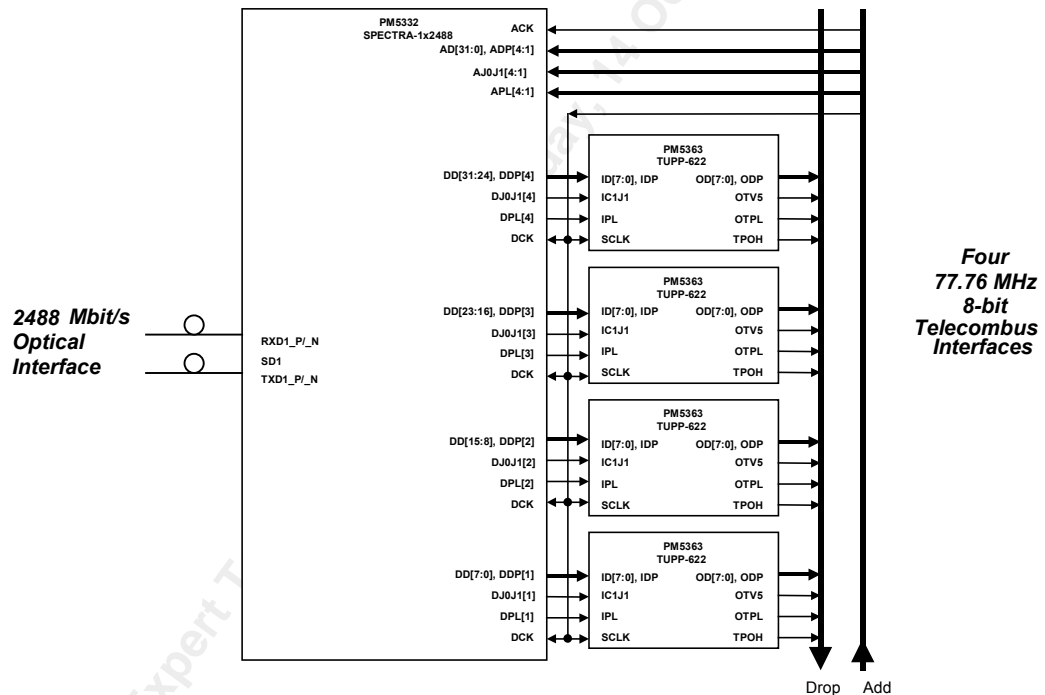 PM5332
SPECTRA-1x2488
ACK
AD[31:0], ADP[4:1]
AJ0J1[4:1]
APL[4:1]
PM5363
TUPP-622
DD[31:24], DDP[4]
ID[7:0], IDP
OD[7:0], ODP
DJ0J1[4]
IC1J1
OTV5
DPL[4]
IPL
OTPL
DCK
SCLK
TPOH
PM5363
TUPP-622
DD[23:16], DDP[3]
ID[7:0], IDP
OD[7:0], ODP
DJ0J1[3]
IC1J1
OTV5
DPL[3]
IPL
OTPL
DCK
SCLK
TPOH
2488 Mbit/s
Optical
Interface
RXD1_P/_N
SD1
TXD1_P/_N
Four
77.76 MHz
8-bit
Telecombus
Interfaces
PM5363
TUPP-622
DD[15:8], DDP[2]
ID[7:0], IDP
OD[7:0], ODP
DJ0J1[2]
IC1J1
OTV5
DPL[2]
IPL
OTPL
DCK
SCLK
TPOH
PM5363
TUPP-622
DD[7:0], DDP[1]
ID[7:0], IDP
OD[7:0], ODP
DJ0J1[1]
IC1J1
OTV5
DPL[1]
IPL
OTPL
DCK
SCLK
TPOH
Drop
Add